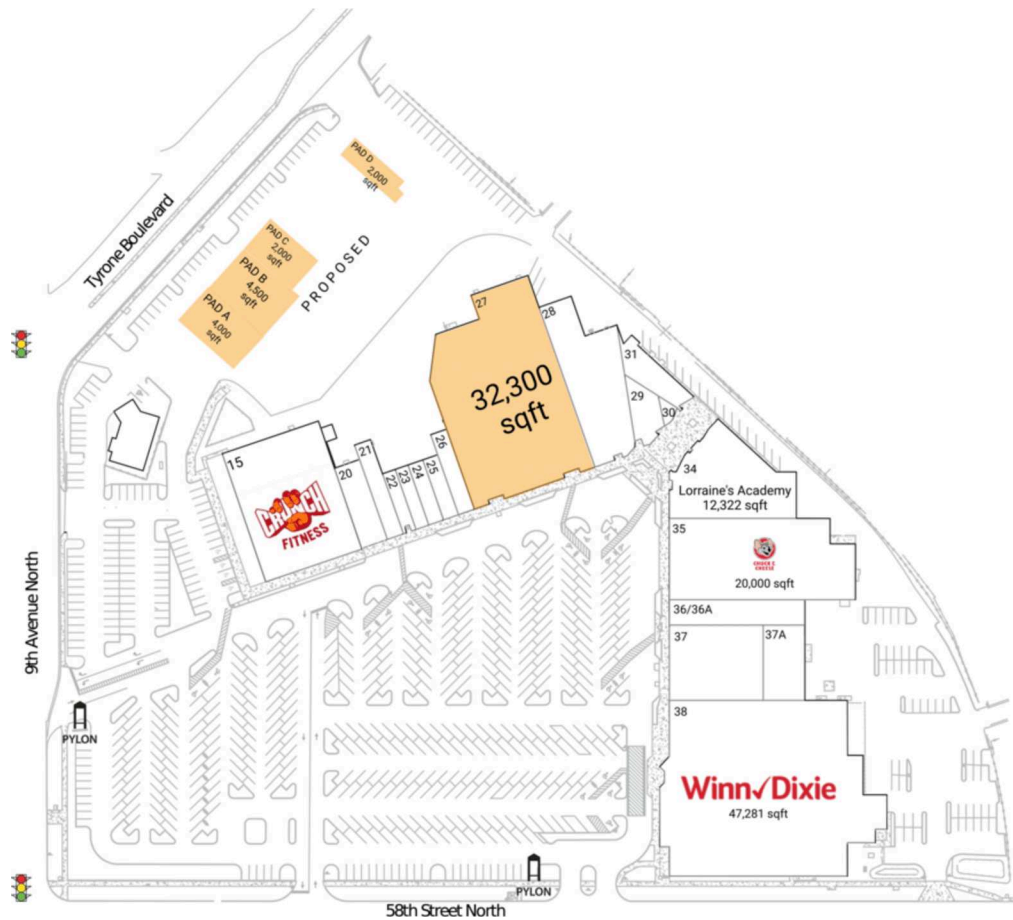 Tyrone Boulevard
PAD D
2,000
sqft
PAD C
2,000
sqft
PAD B
4,500
sqft
PAD A
4,000
sqft
PROPOSED
27
32,300
sqft
28
31
29
30
15
CRUNCH
FITNESS
20
21
22
23
24
25
26
34
Lorraine's Academy
12,322 sqft
35
CHUCK E.
CHEESE
20,000 sqft
36/36A
37
37A
38
Winn Dixie
47,281 sqft
9th Avenue North
PYLON
PYLON
58th Street North